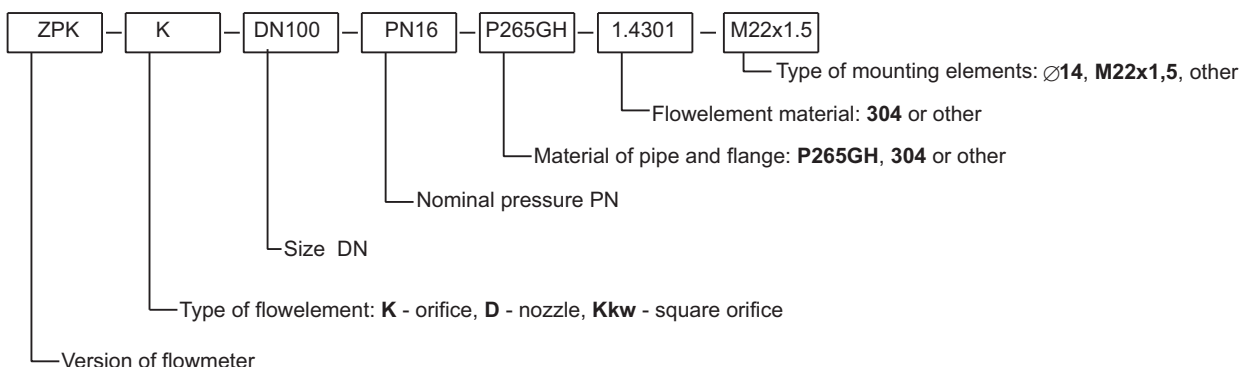 ZPK – K – DN100 – PN16 – P265GH – 1.4301 – M22x1.5
Type of mounting elements: ∅14, M22x1,5, other
Flowelement material: 304 or other
Material of pipe and flange: P265GH, 304 or other
Nominal pressure PN
Size DN
Type of flowelement: K - orifice, D - nozzle, Kkw - square orifice
Version of flowmeter